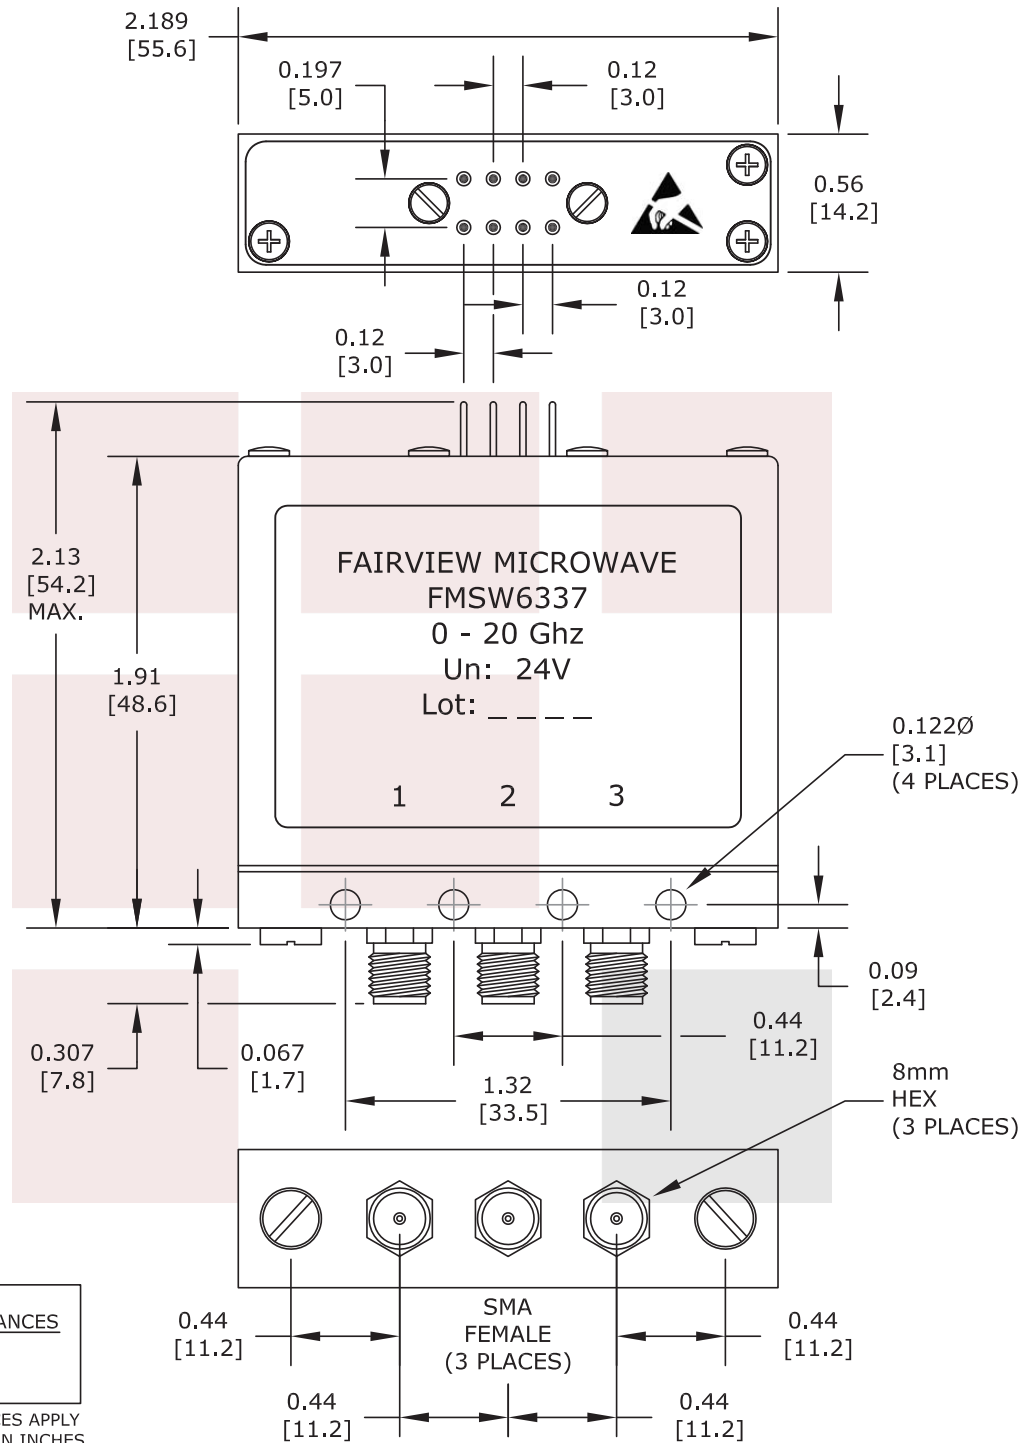 2.189
[55.6]
0.197
[5.0]
0.12
[3.0]
0.56
[14.2]
0.12
[3.0]
0.12
[3.0]
2.13
[54.2]
MAX.
1.91
[48.6]
FAIRVIEW MICROWAVE
FMSW6337
0 - 20 Ghz
Un: 24V
Lot: _ _ _ _
1 2 3
0.122Ø
[3.1]
(4 PLACES)
0.09
[2.4]
0.44
[11.2]
0.307
[7.8]
0.067
[1.7]
1.32
[33.5]
8mm
HEX
(3 PLACES)
0.44
[11.2]
SMA
FEMALE
(3 PLACES)
0.44
[11.2]
0.44
[11.2]
0.44
[11.2]
ANCES
CES APPLY
N INCHES